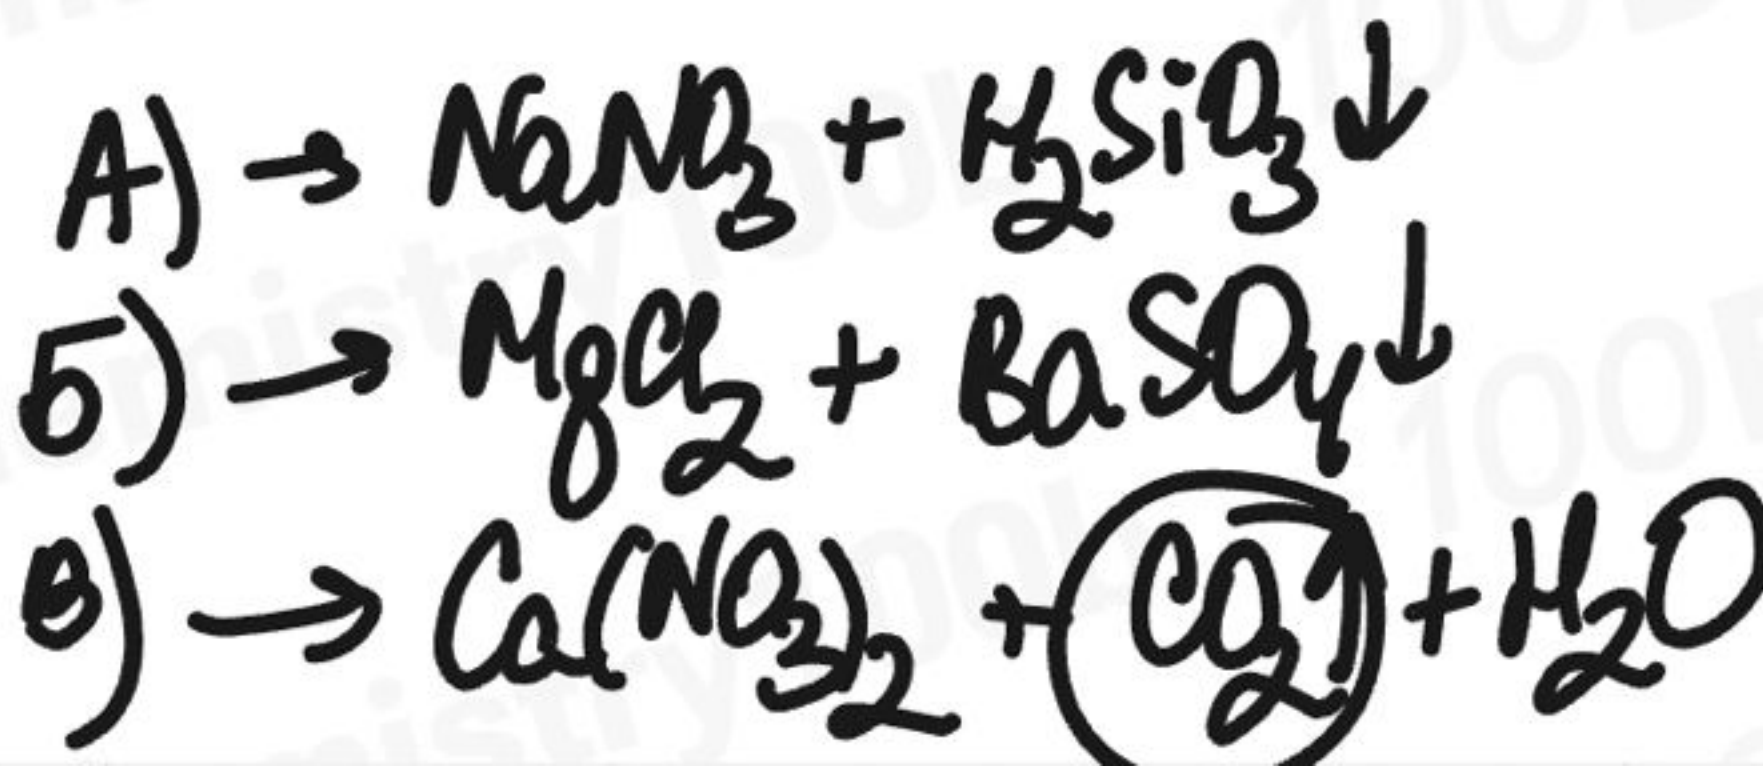 А) → NaNO₃ + H₂SiO₃↓
Б) → MgCl₂ + BaSO₄↓
В) → Ca(NO₃)₂ + CO₂↑ + H₂O